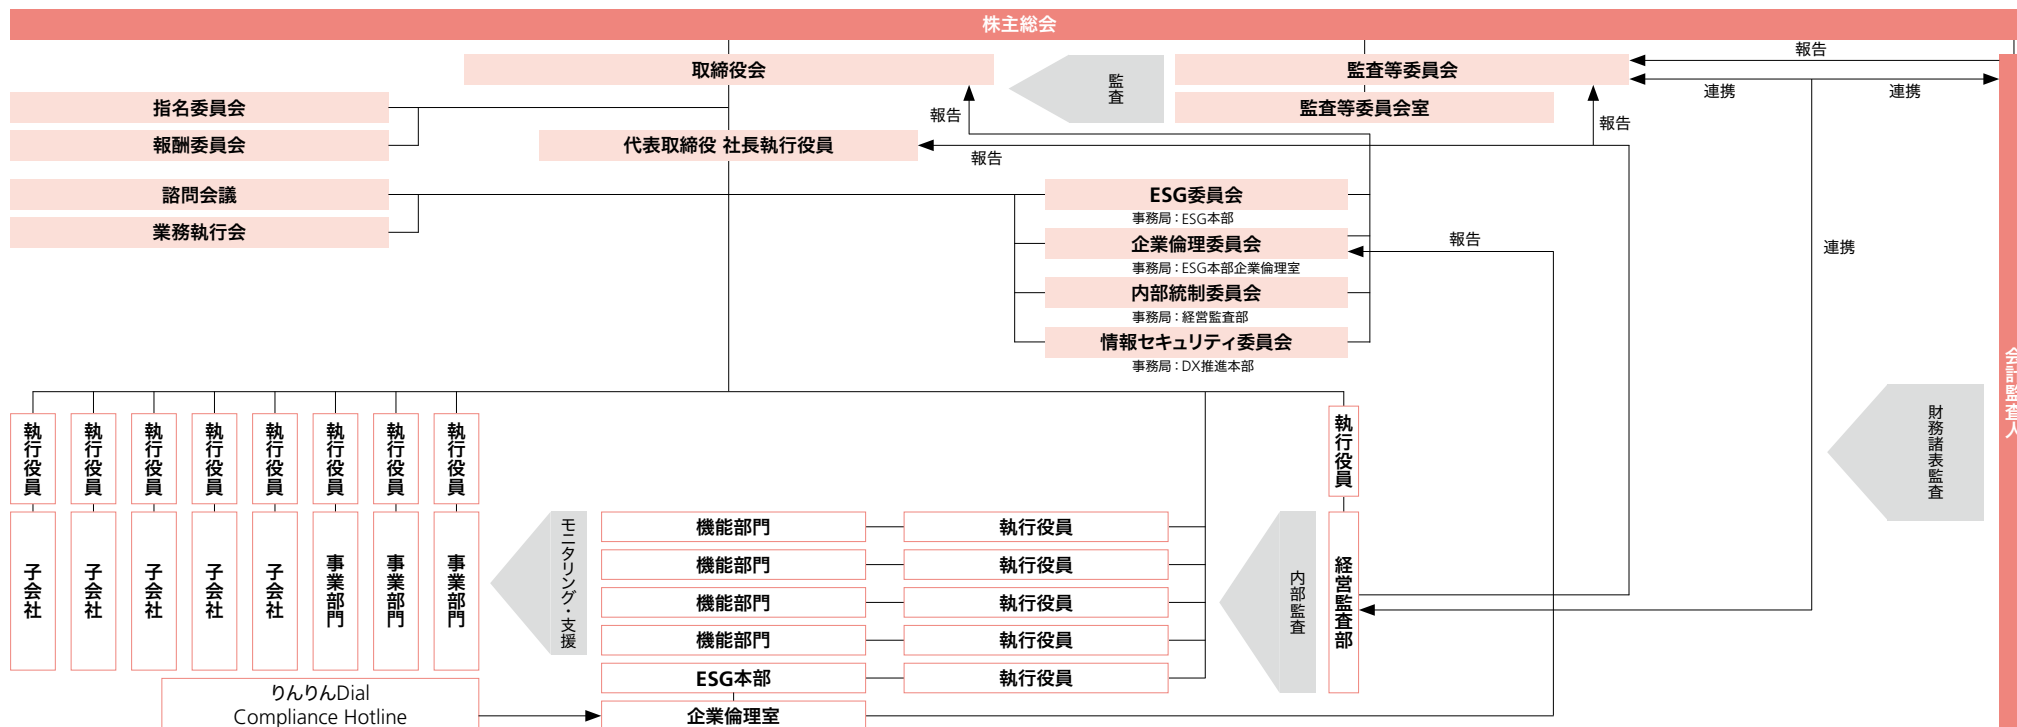 株主総会
取締役会
監査
監査等委員会
報告
連携
連携
監査等委員会室
指名委員会
報酬委員会
報告
報告
代表取締役 社長執行役員
報告
諮問会議
業務執行会
ESG委員会
事務局：ESG本部
企業倫理委員会
事務局：ESG本部企業倫理室
報告
連携
内部統制委員会
事務局：経営監査部
情報セキュリティ委員会
事務局：DX推進本部
会計監査人
財務諸表監査
執行役員
執行役員
執行役員
執行役員
執行役員
執行役員
執行役員
執行役員
執行役員
子会社
子会社
子会社
子会社
子会社
事業部門
事業部門
事業部門
モニタリング・支援
機能部門
執行役員
機能部門
執行役員
機能部門
執行役員
機能部門
執行役員
ESG本部
執行役員
内部監査
経営監査部
りんりんDial
Compliance Hotline
企業倫理室